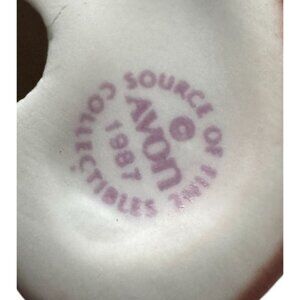 SOURCE OF FINE COLLECTIBLES
©
AVON
1987